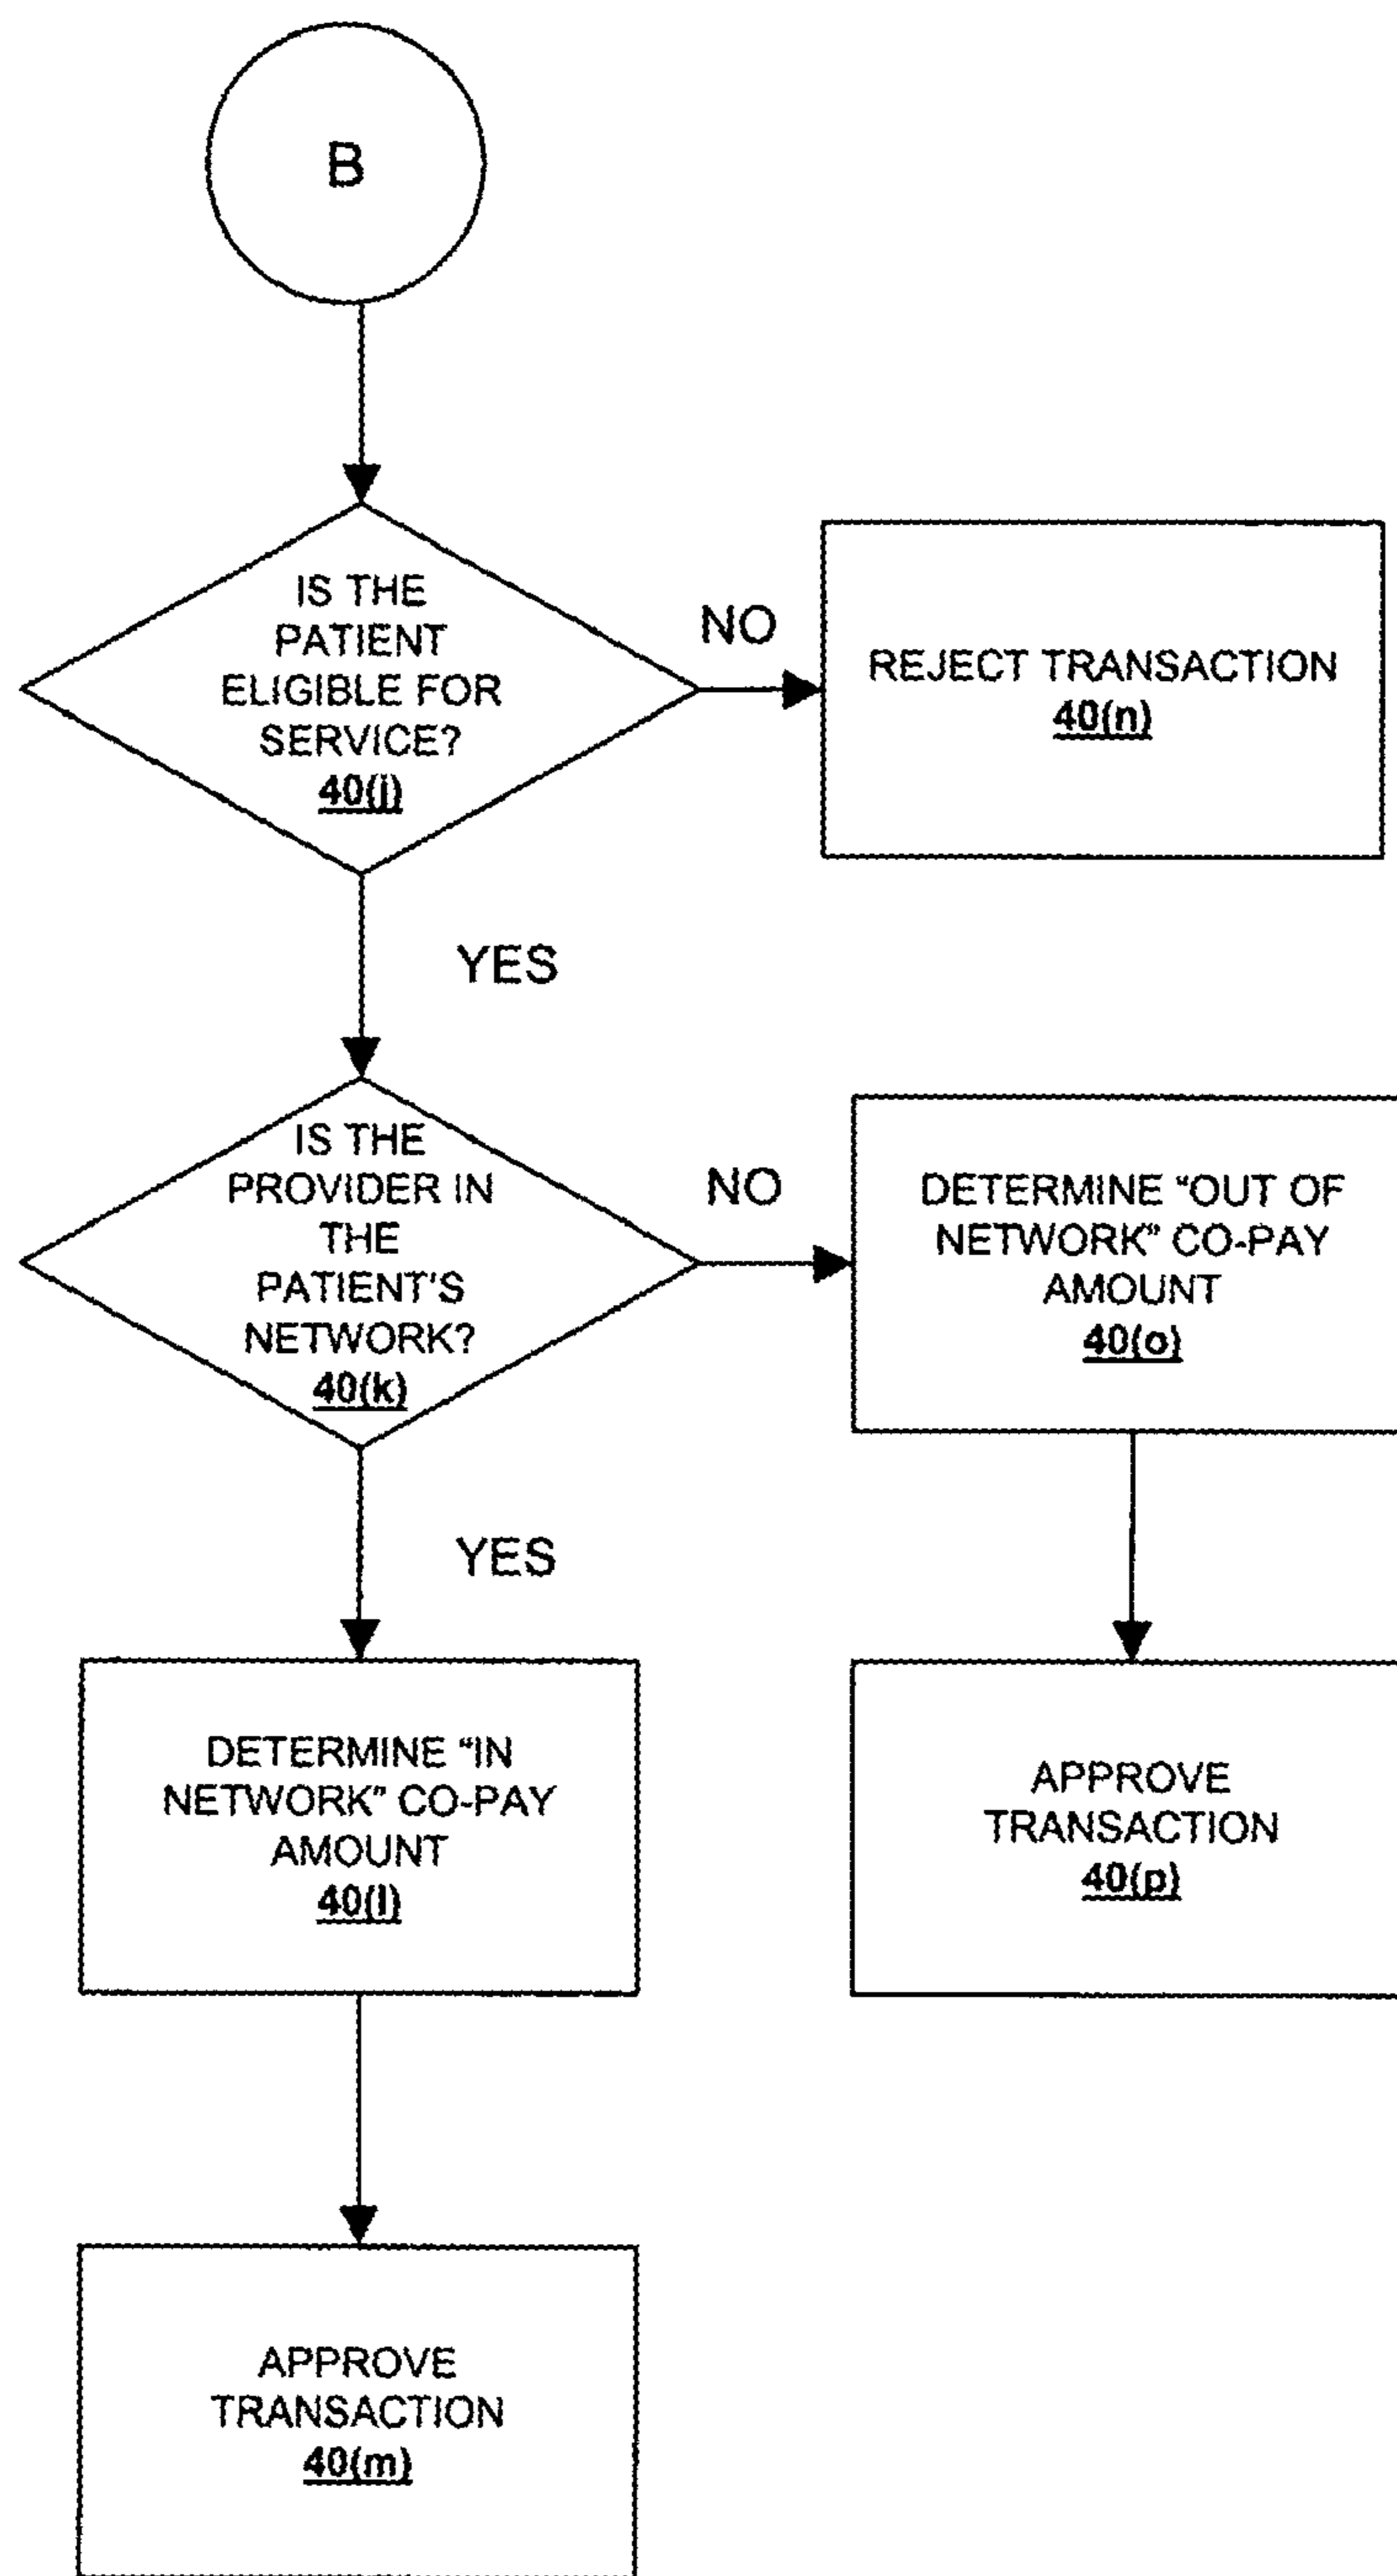 B
IS THE
PATIENT
ELIGIBLE FOR
SERVICE?
40(j)
NO
REJECT TRANSACTION
40(n)
YES
IS THE
PROVIDER IN
THE
PATIENT'S
NETWORK?
40(k)
NO
DETERMINE “OUT OF
NETWORK” CO-PAY
AMOUNT
40(o)
YES
DETERMINE “IN
NETWORK” CO-PAY
AMOUNT
40(l)
APPROVE
TRANSACTION
40(p)
APPROVE
TRANSACTION
40(m)